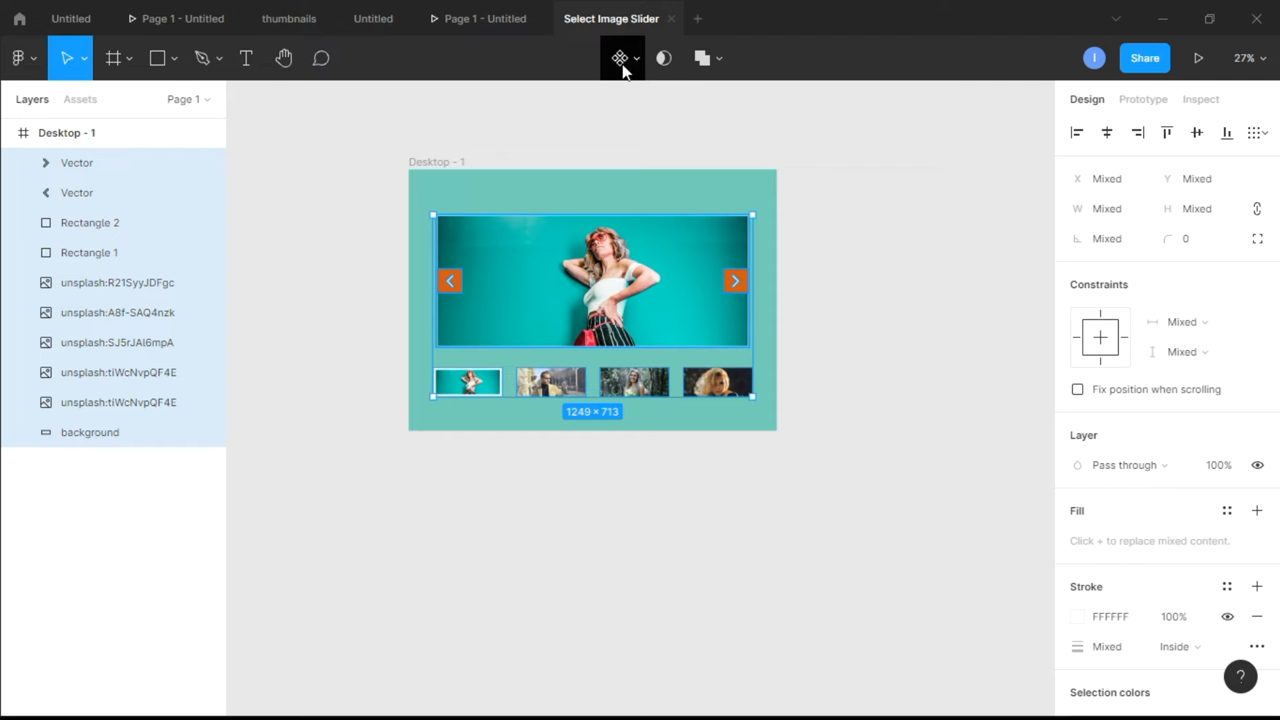 Untitled
Page 1 - Untitled
thumbnails
Untitled
Page 1 - Untitled
Select Image Slider
Share
27%
Layers
Assets
Page 1
Design
Prototype
Inspect
Desktop - 1
Vector
Vector
Rectangle 2
Rectangle 1
unsplash:R21SyyJDFgc
unsplash:A8f-SAQ4nzk
unsplash:SJ5rJAI6mpA
unsplash:tiWcNvpQF4E
unsplash:tiWcNvpQF4E
background
Desktop - 1
1249 × 713
X Mixed Y Mixed
W Mixed H Mixed
Mixed 0
Constraints
Mixed
Mixed
Fix position when scrolling
Layer
Pass through 100%
Fill
Click + to replace mixed content.
Stroke
FFFFFF 100%
Mixed Inside
Selection colors
I
?